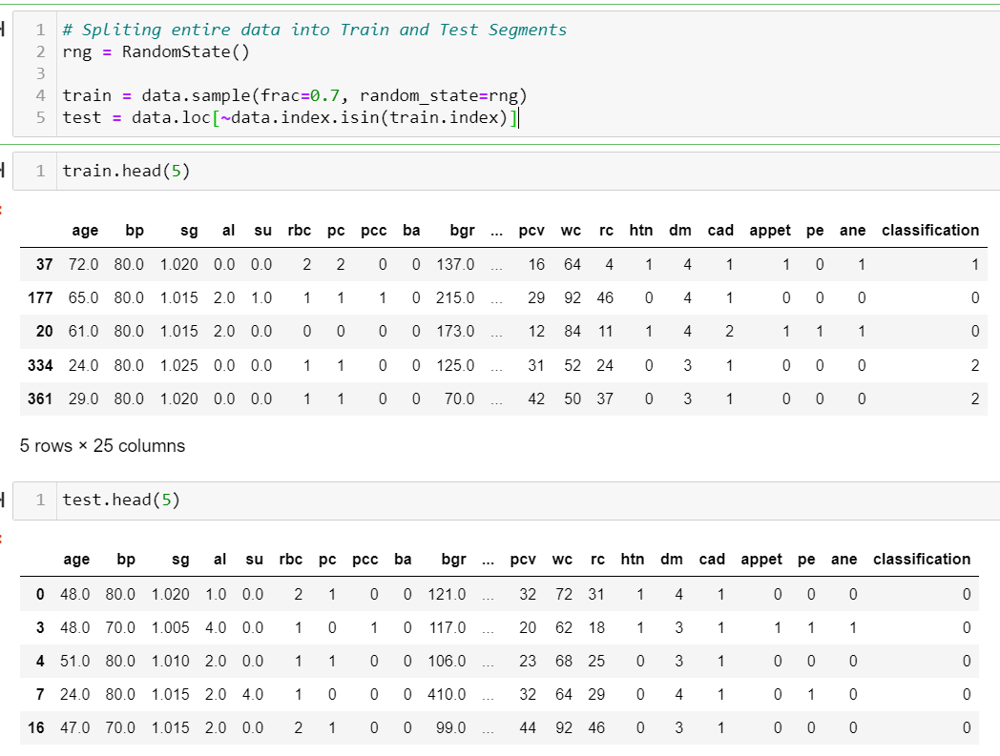 1 # Spliting entire data into Train and Test Segments
2 rng = RandomState()
3
4 train = data.sample(frac=0.7, random_state=rng)
5 test = data.loc[~data.index.isin(train.index)]
1 train.head(5)
age bp sg al su rbc pc pcc ba bgr ... pcv wc rc htn dm cad appet pe ane classification
37 72.0 80.0 1.020 0.0 0.0 2 2 0 0 137.0 ... 16 64 4 1 4 1 1 0 1 1
177 65.0 80.0 1.015 2.0 1.0 1 1 1 0 215.0 ... 29 92 46 0 4 1 0 0 0 0
20 61.0 80.0 1.015 2.0 0.0 0 0 0 0 173.0 ... 12 84 11 1 4 2 1 1 1 0
334 24.0 80.0 1.025 0.0 0.0 1 1 0 0 125.0 ... 31 52 24 0 3 1 0 0 0 2
361 29.0 80.0 1.020 0.0 0.0 1 1 0 0 70.0 ... 42 50 37 0 3 1 0 0 0 2
5 rows × 25 columns
1 test.head(5)
age bp sg al su rbc pc pcc ba bgr ... pcv wc rc htn dm cad appet pe ane classification
0 48.0 80.0 1.020 1.0 0.0 2 1 0 0 121.0 ... 32 72 31 1 4 1 0 0 0 0
3 48.0 70.0 1.005 4.0 0.0 1 0 1 0 117.0 ... 20 62 18 1 3 1 1 1 1 0
4 51.0 80.0 1.010 2.0 0.0 1 1 0 0 106.0 ... 23 68 25 0 3 1 0 0 0 0
7 24.0 80.0 1.015 2.0 4.0 1 0 0 0 410.0 ... 32 64 29 0 4 1 0 1 0 0
16 47.0 70.0 1.015 2.0 0.0 2 1 0 0 99.0 ... 44 92 46 0 3 1 0 0 0 0